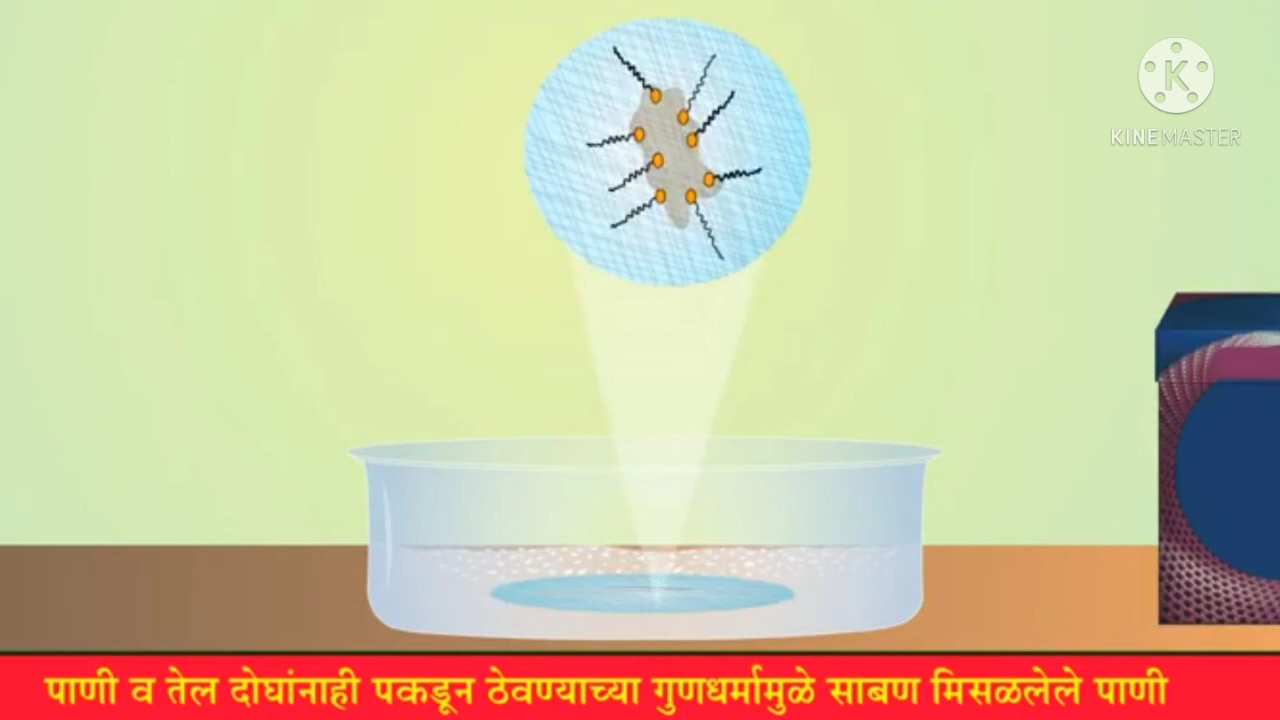 K
KINEMASTER
पाणी व तेल दोघांनाही पकडून ठेवण्याच्या गुणधर्मामुळे साबण मिसळलेले पाणी